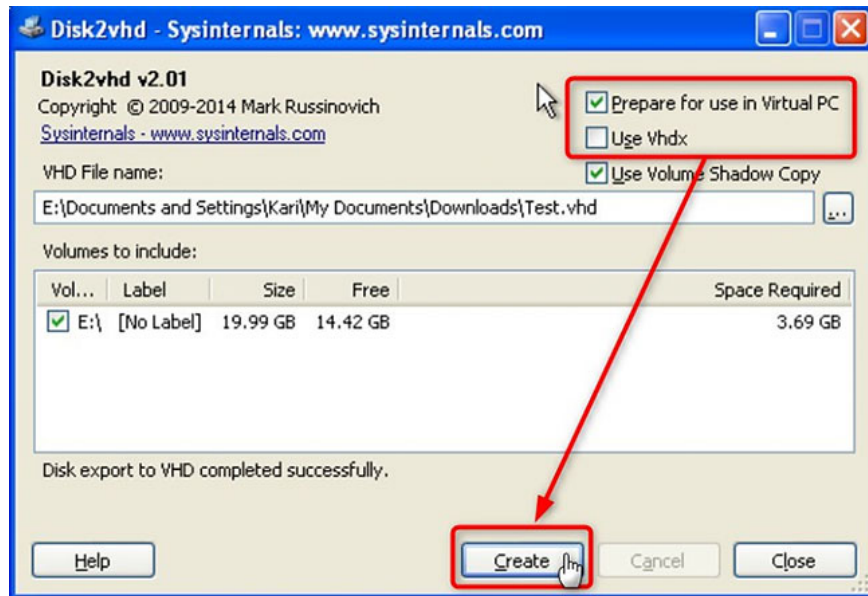 Disk2vhd - Sysinternals: www.sysinternals.com
Disk2vhd v2.01
Copyright © 2009-2014 Mark Russinovich
Sysinternals - www.sysinternals.com
Prepare for use in Virtual PC
Use Vhdx
VHD File name:
Use Volume Shadow Copy
E:\Documents and Settings\Kari\My Documents\Downloads\Test.vhd
...
Volumes to include:
Vol... Label Size Free Space Required
E:\ [No Label] 19.99 GB 14.42 GB 3.69 GB
Disk export to VHD completed successfully.
Help Create Cancel Close